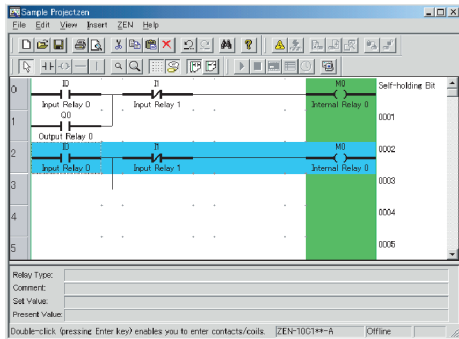 Sample Projectzen
File Edit View Insert ZEN Help
0 I0 I1 M0 Self-holding Bit
Input Relay 0 Input Relay 1 Internal Relay 0
1 Q0 0001
Output Relay 0
2 I0 I1 M0 0002
Input Relay 0 Input Relay 1 Internal Relay 0
3 0003
4 0004
5 0005
Relay Type:
Comment:
Set Value:
Present Value:
Double-click (pressing Enter key) enables you to enter contacts/coils. ZEN-10C1**-A Offline